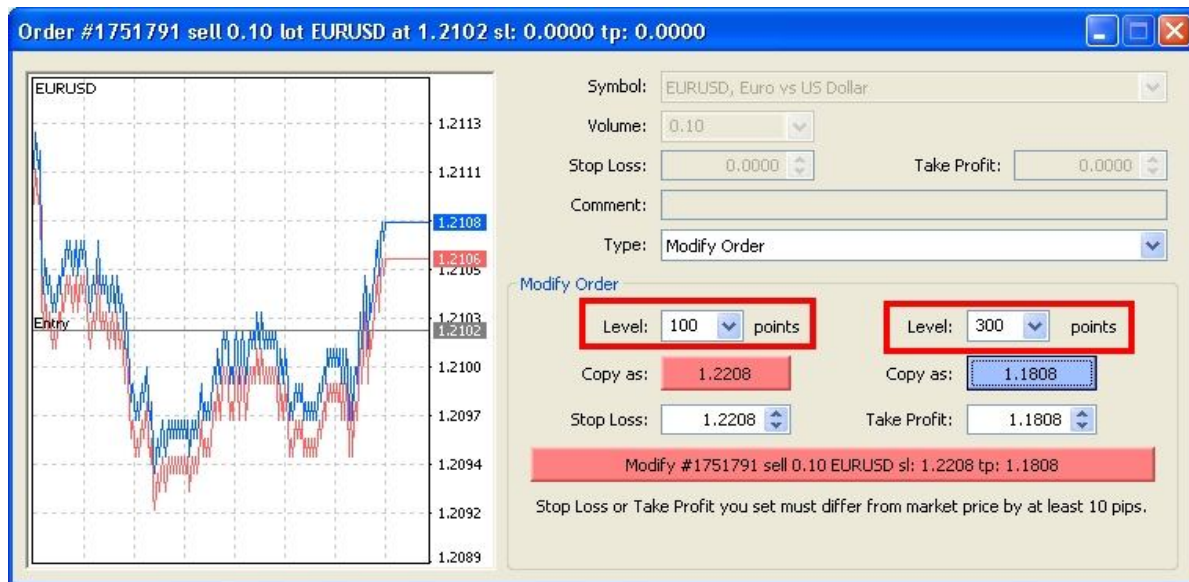 Order #1751791 sell 0.10 lot EURUSD at 1.2102 sl: 0.0000 tp: 0.0000
EURUSD
1.2113
1.2111
1.2108
1.2106
1.2105
1.2103
Entry
1.2102
1.2100
1.2097
1.2094
1.2092
1.2089
Symbol: EURUSD, Euro vs US Dollar
Volume: 0.10
Stop Loss: 0.0000 Take Profit: 0.0000
Comment:
Type: Modify Order
Modify Order
Level: 100 points Level: 300 points
Copy as: 1.2208 Copy as: 1.1808
Stop Loss: 1.2208 Take Profit: 1.1808
Modify #1751791 sell 0.10 EURUSD sl: 1.2208 tp: 1.1808
Stop Loss or Take Profit you set must differ from market price by at least 10 pips.